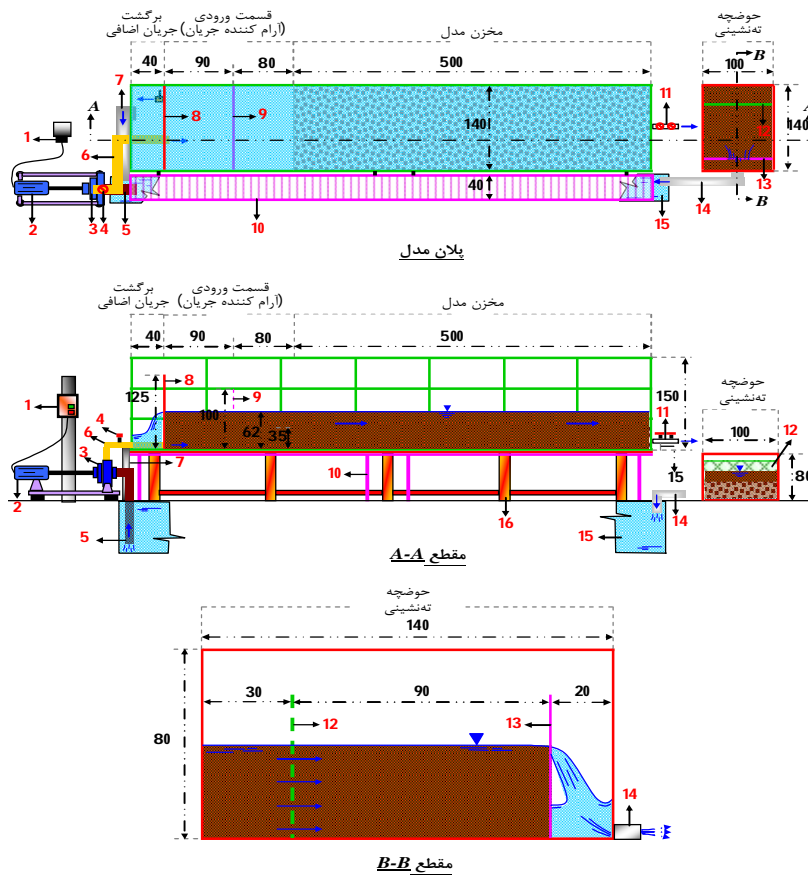 برگشت
جریان اضافی
قسمت ورودی
(آرام کننده جریان)
مخزن مدل
حوضچه
ته‌نشینی
40
90
80
500
100
B
7
A
8
9
11
A
1
140
12
140
6
13
40
2
3
4
5
10
15
14
B
پلان مدل
برگشت
جریان اضافی
قسمت ورودی
(آرام کننده جریان)
مخزن مدل
40
90
80
500
125
8
9
100
150
حوضچه
ته‌نشینی
1
4
62
35
11
100
12
6
3
7
10
15
80
2
5
16
15
14
مقطع A-A
حوضچه
ته‌نشینی
140
30
90
20
80
12
13
14
مقطع B-B